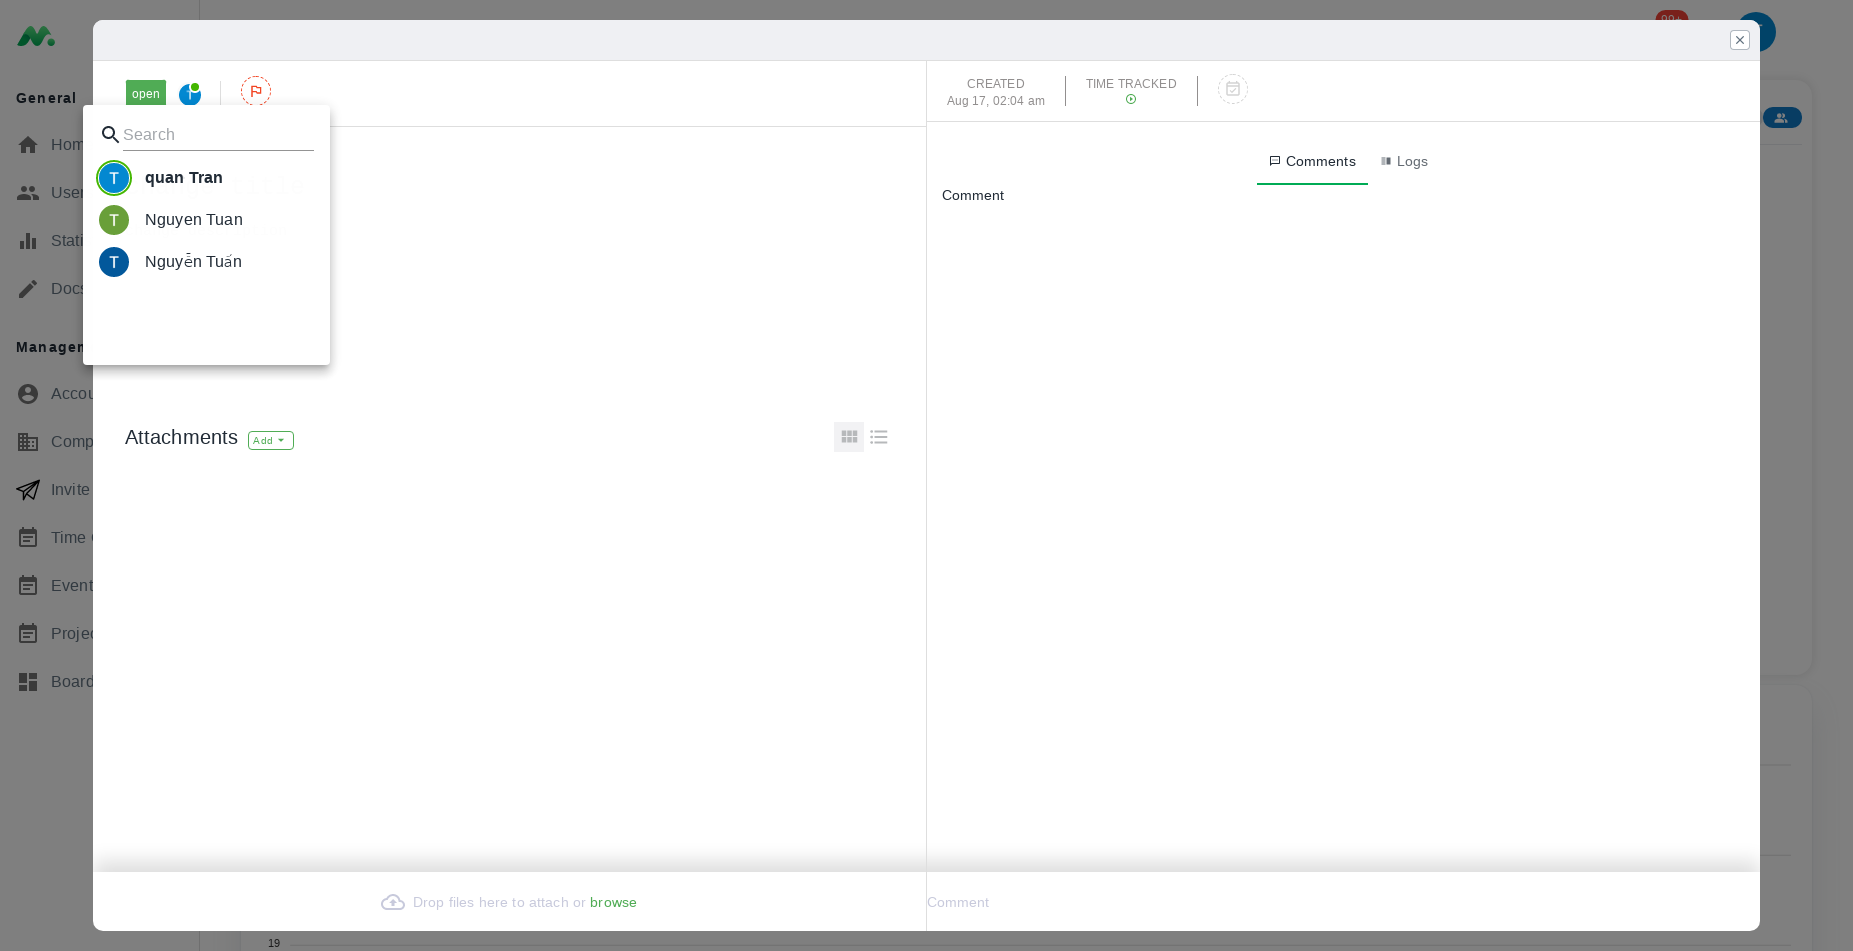 99+
T
General
Hom
User
Stati
Docs
Managem
Accou
Comp
Invite
Time
Event
Projec
Board
open
T
Search
T quan Tran
T Nguyen Tuan
T Nguyễn Tuấn
Attachments
Add
Drop files here to attach or browse
CREATED
Aug 17, 02:04 am
TIME TRACKED
Comments
Logs
Comment
Comment
19